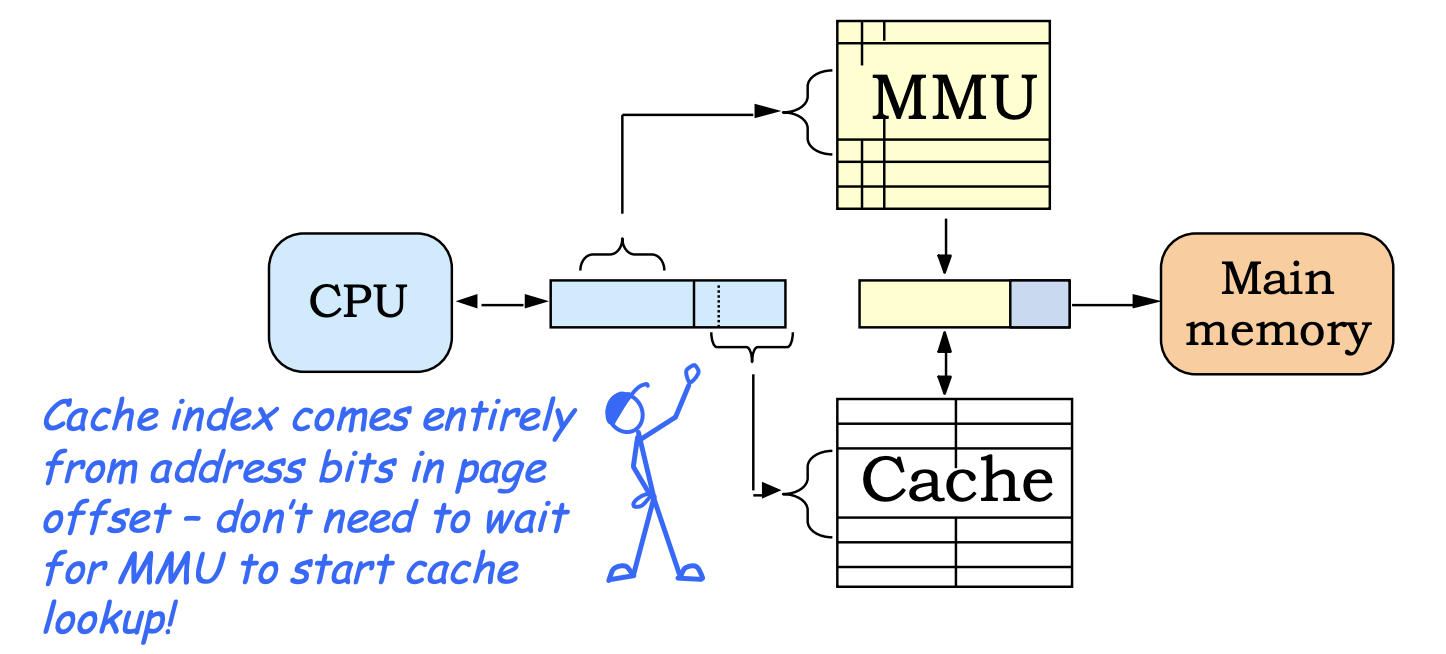 MMU
CPU
Main
memory
Cache index comes entirely
from address bits in page
offset – don't need to wait
for MMU to start cache
lookup!
Cache